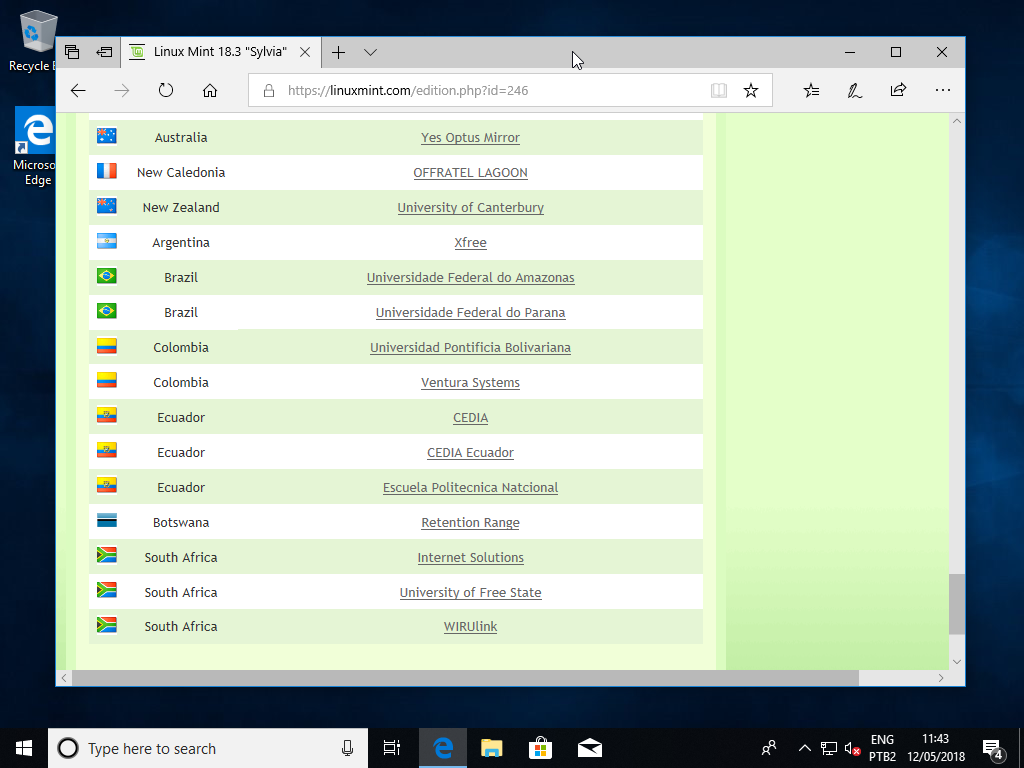 Recycle B
Microso
Edge
Linux Mint 18.3 "Sylvia"
https://linuxmint.com/edition.php?id=246
Australia Yes Optus Mirror
New Caledonia OFFRATEL LAGOON
New Zealand University of Canterbury
Argentina Xfree
Brazil Universidade Federal do Amazonas
Brazil Universidade Federal do Parana
Colombia Universidad Pontificia Bolivariana
Colombia Ventura Systems
Ecuador CEDIA
Ecuador CEDIA Ecuador
Ecuador Escuela Politecnica Natcional
Botswana Retention Range
South Africa Internet Solutions
South Africa University of Free State
South Africa WIRUlink
Type here to search
ENG
PTB2
11:43
12/05/2018
4